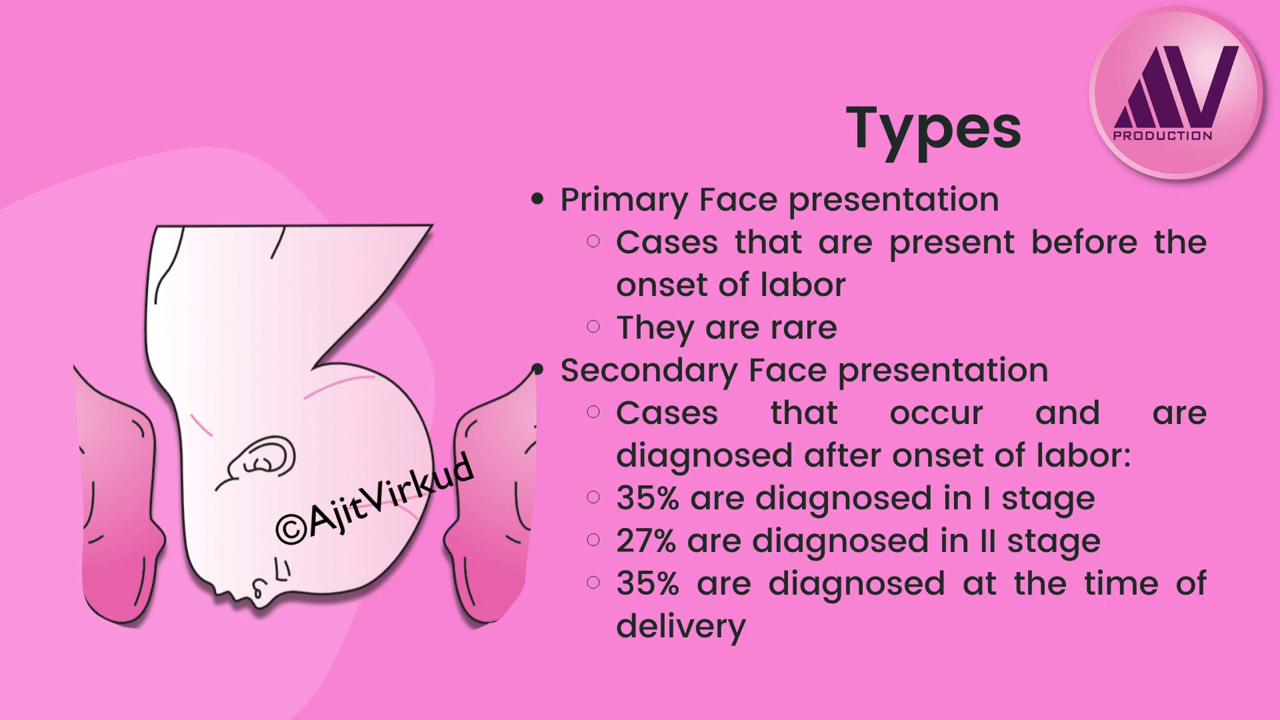 AV
PRODUCTION
Types
• Primary Face presentation
○ Cases that are present before the
onset of labor
○ They are rare
• Secondary Face presentation
○ Cases that occur and are
diagnosed after onset of labor:
○ 35% are diagnosed in I stage
○ 27% are diagnosed in II stage
○ 35% are diagnosed at the time of
delivery
©AjitVirkud